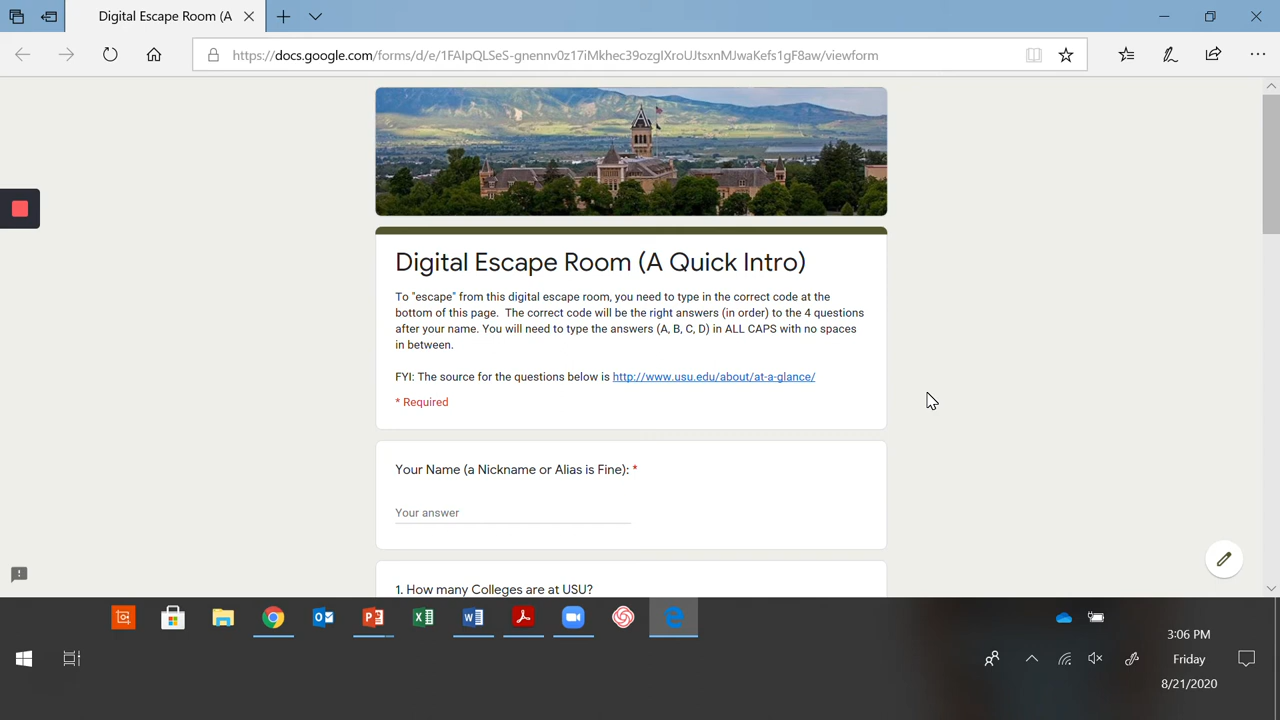 Digital Escape Room (A
https://docs.google.com/forms/d/e/1FAIpQLSeS-gnennv0z17iMkhec39ozgIXroUJtsxnMJwaKefs1gF8aw/viewform
Digital Escape Room (A Quick Intro)
To "escape" from this digital escape room, you need to type in the correct code at the
bottom of this page.  The correct code will be the right answers (in order) to the 4 questions
after your name. You will need to type the answers (A, B, C, D) in ALL CAPS with no spaces
in between.
FYI: The source for the questions below is http://www.usu.edu/about/at-a-glance/
* Required
Your Name (a Nickname or Alias is Fine): *
Your answer
1. How many Colleges are at USU?
3:06 PM
Friday
8/21/2020